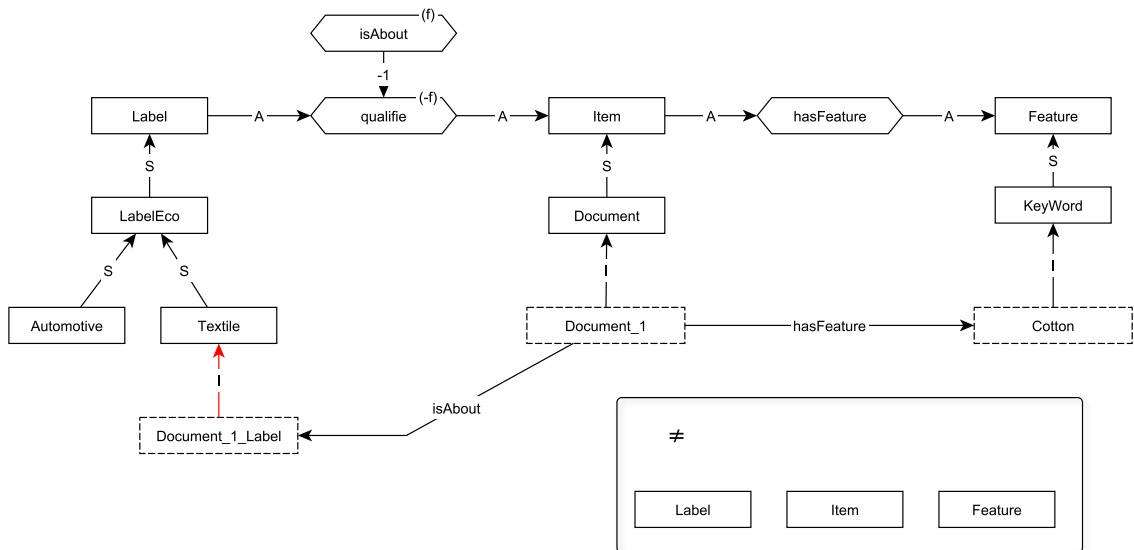 (f)
isAbout
-1
(-f)
Label
A
qualifie
A
Item
A
hasFeature
A
Feature
S
S
S
LabelEco
Document
KeyWord
S
S
I
I
Automotive
Textile
Document_1
hasFeature
Cotton
I
isAbout
Document_1_Label
≠
Label
Item
Feature